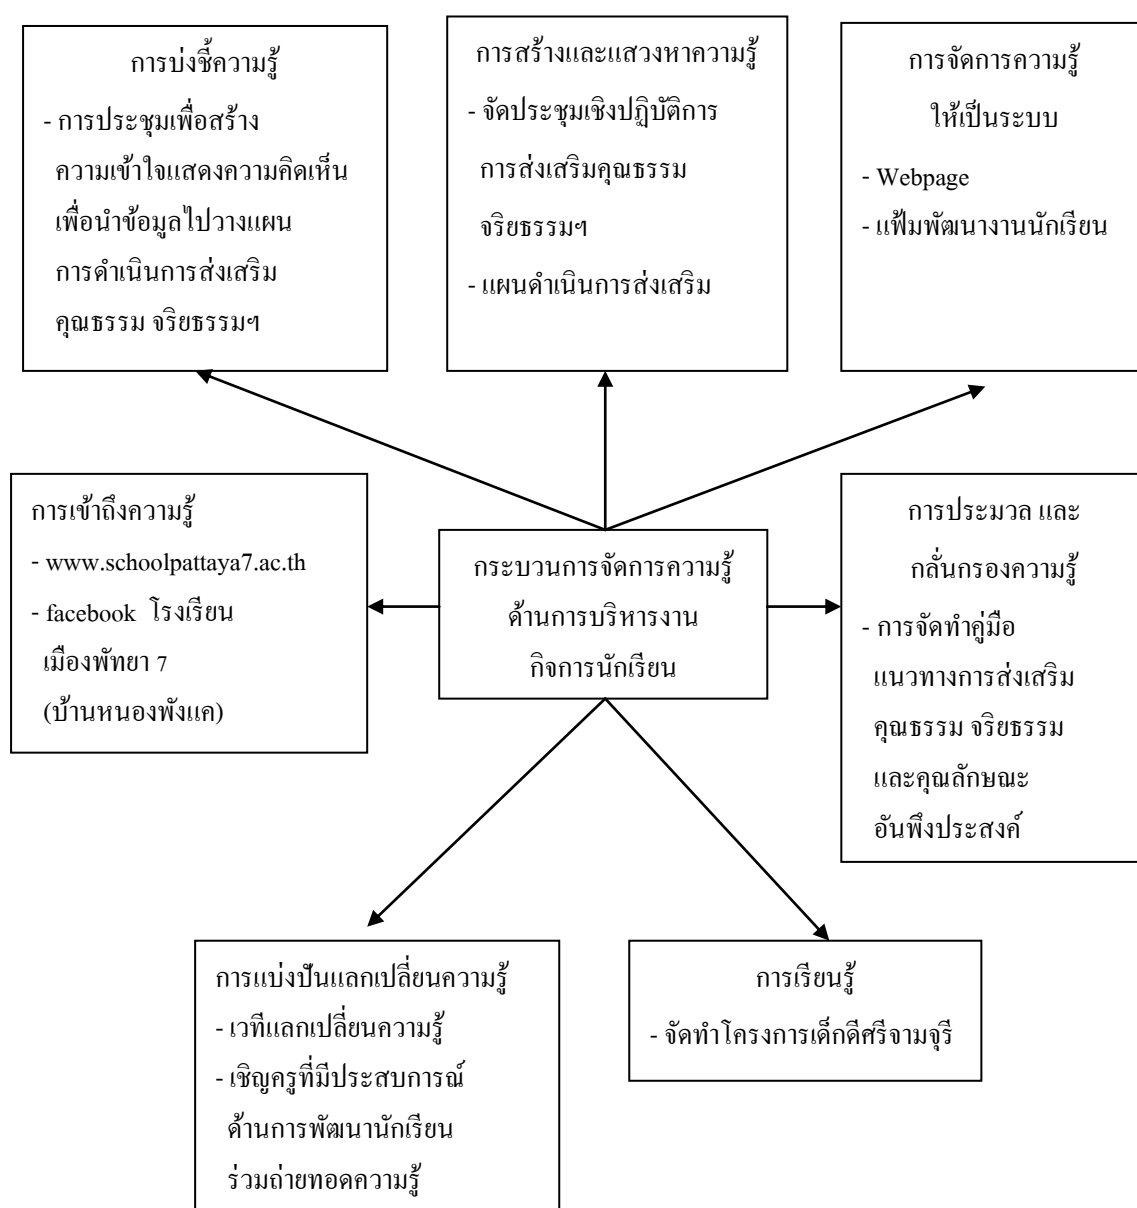 การบ่งชี้ความรู้
- การประชุมเพื่อสร้าง
ความเข้าใจแสดงความคิดเห็น
เพื่อนำข้อมูลไปวางแผน
การดำเนินการส่งเสริม
คุณธรรม จริยธรรมฯ
การสร้างและแสวงหาความรู้
- จัดประชุมเชิงปฏิบัติการ
การส่งเสริมคุณธรรม
จริยธรรมฯ
- แผนดำเนินการส่งเสริม
การจัดการความรู้
ให้เป็นระบบ
- Webpage
- แฟ้มพัฒนางานนักเรียน
การเข้าถึงความรู้
- www.schoolpattaya7.ac.th
- facebook โรงเรียน
เมืองพัทยา 7
(บ้านหนองพังแค)
กระบวนการจัดการความรู้
ด้านการบริหารงาน
กิจการนักเรียน
การประมวล และ
กลั่นกรองความรู้
- การจัดทำคู่มือ
แนวทางการส่งเสริม
คุณธรรม จริยธรรม
และคุณลักษณะ
อันพึงประสงค์
การแบ่งปันแลกเปลี่ยนความรู้
- เวทีแลกเปลี่ยนความรู้
- เชิญครูที่มีประสบการณ์
ด้านการพัฒนานักเรียน
ร่วมถ่ายทอดความรู้
การเรียนรู้
- จัดทำโครงการเด็กดีศรีจามจุรี